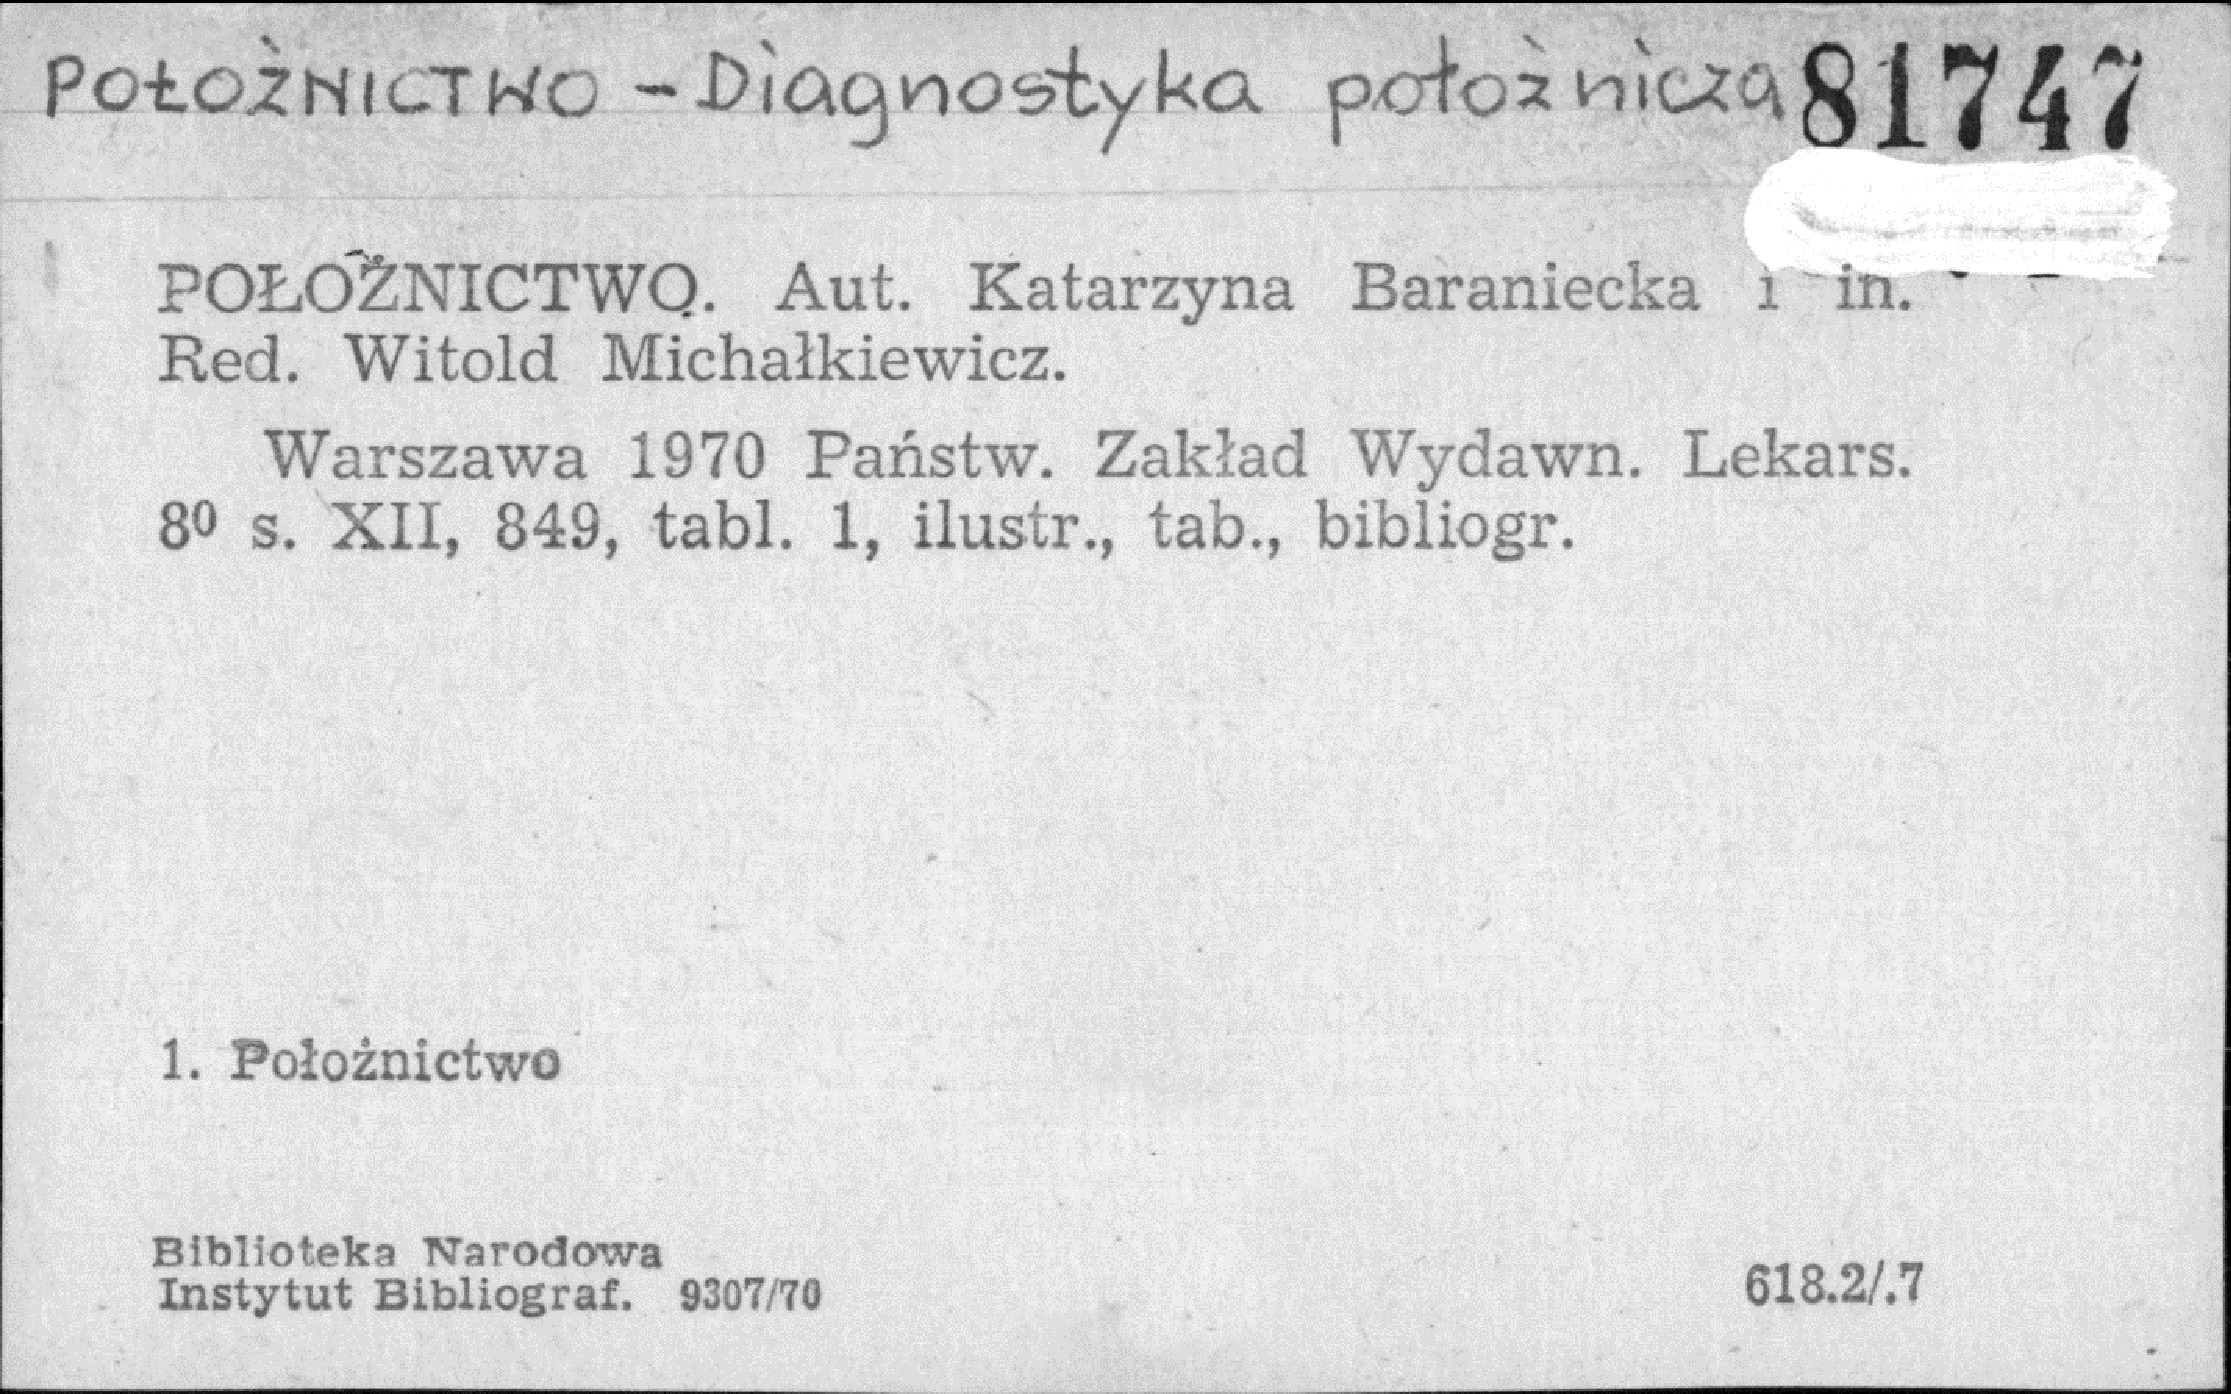 POŁOŻNICTWO - Diagnostyka położnicza 81747
POŁOŻNICTWO. Aut. Katarzyna Baraniecka i in.
Red. Witold Michałkiewicz.
Warszawa 1970 Państw. Zakład Wydawn. Lekars.
8⁰ s. XII, 849, tabl. 1, ilustr., tab., bibliogr.
1. Położnictwo
Biblioteka Narodowa
Instytut Bibliograf. 9307/70
618.2/.7